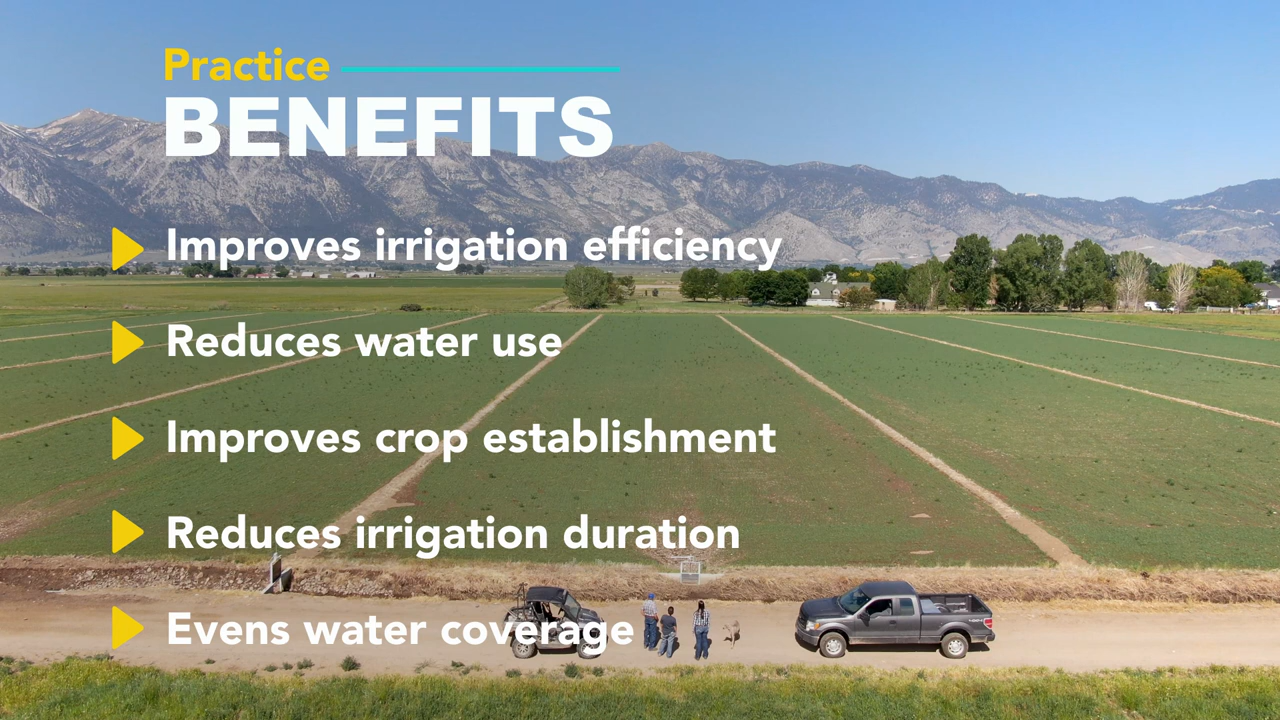 Practice
BENEFITS
Improves irrigation efficiency
Reduces water use
Improves crop establishment
Reduces irrigation duration
Evens water coverage